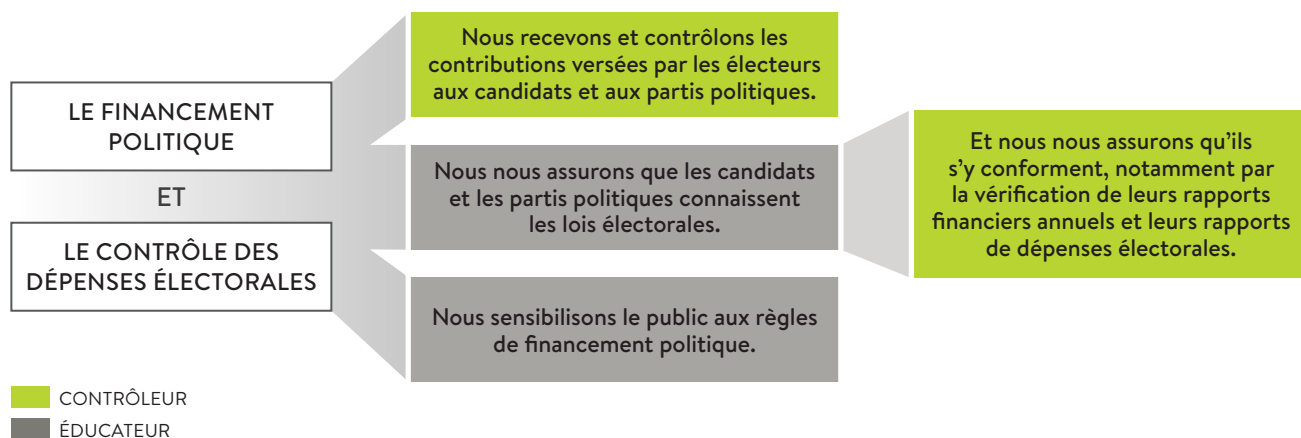 LE FINANCEMENT
POLITIQUE
ET
LE CONTRÔLE DES
DÉPENSES ÉLECTORALES
Nous recevons et contrôlons les
contributions versées par les électeurs
aux candidats et aux partis politiques.
Nous nous assurons que les candidats
et les partis politiques connaissent
les lois électorales.
Et nous nous assurons qu’ils
s’y conforment, notamment par
la vérification de leurs rapports
financiers annuels et leurs rapports
de dépenses électorales.
Nous sensibilisons le public aux règles
de financement politique.
CONTRÔLEUR
ÉDUCATEUR